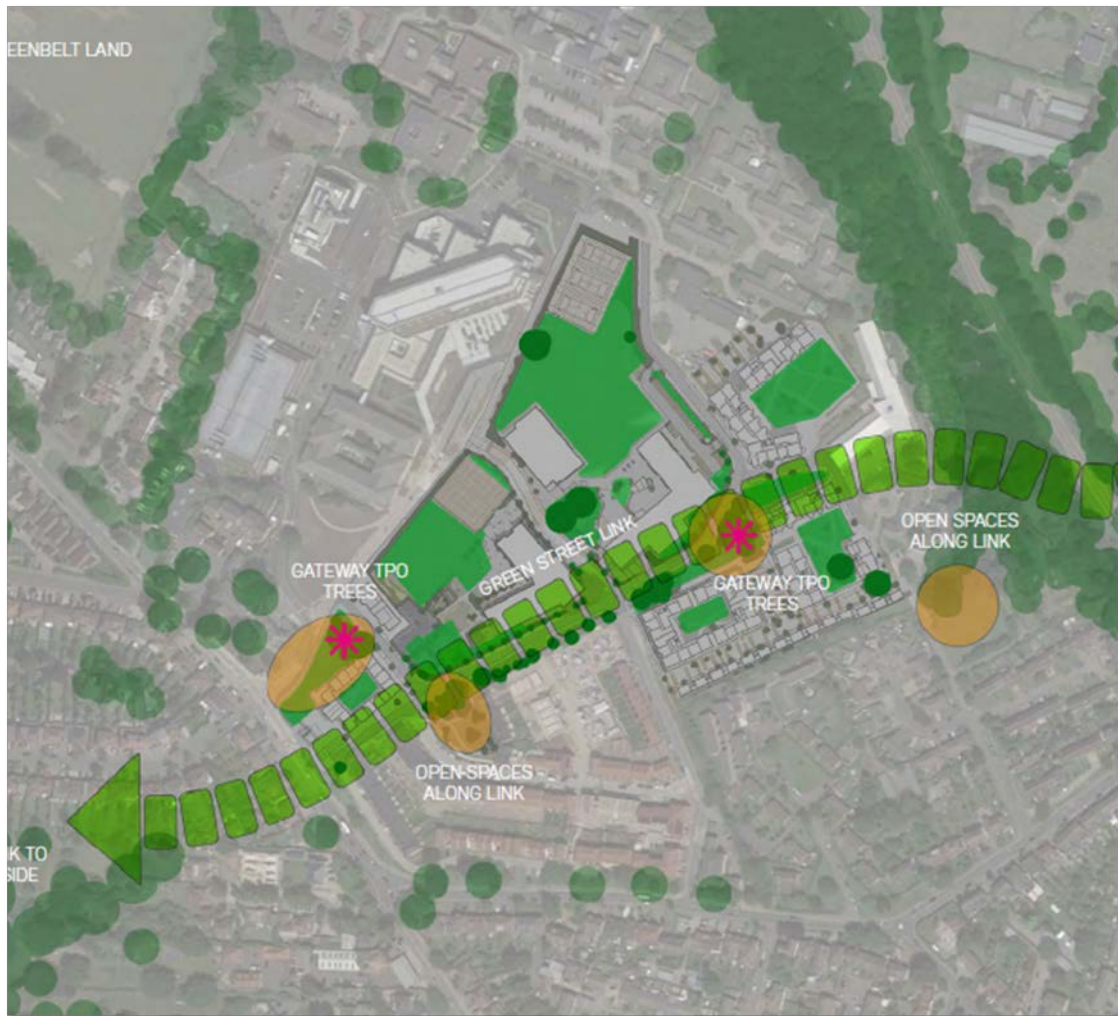 EENBELT LAND
GREEN STREET LINK
OPEN SPACES
ALONG LINK
GATEWAY TPO
TREES
GATEWAY TPO
TREES
OPEN-SPACES
ALONG LINK
K TO
SIDE